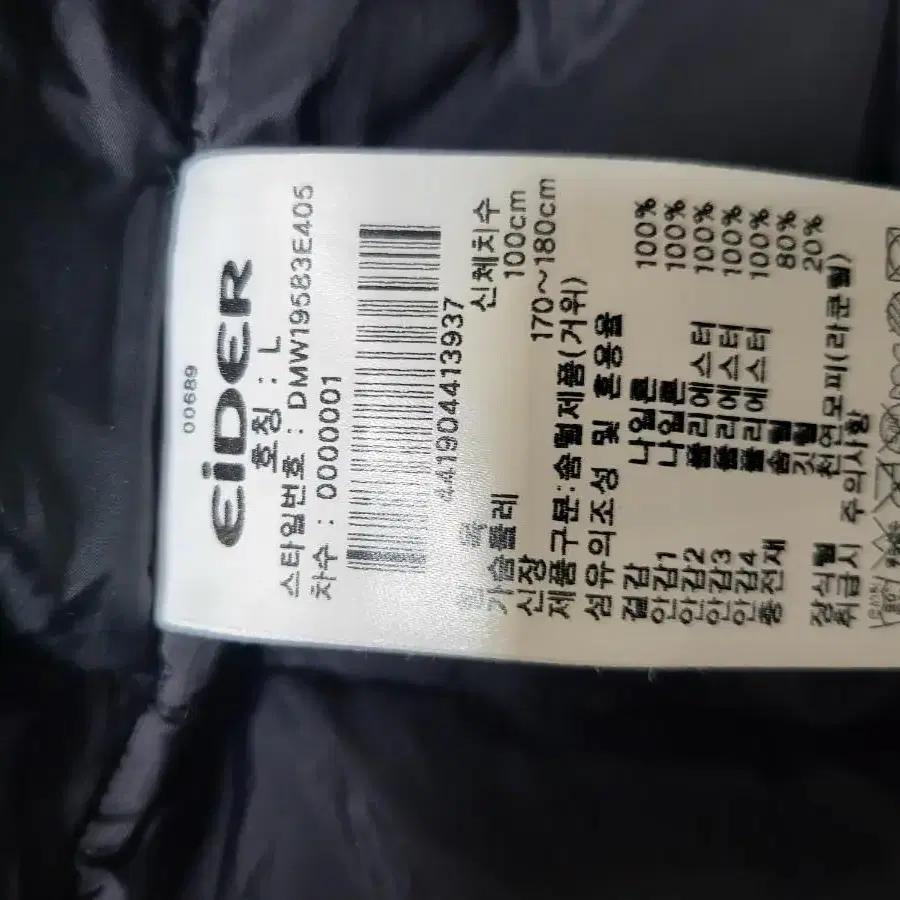 00689
EiDER
호칭 : L
스타일번호 : DMW19583E405
차수 : 0000001
4419044413937
신체치수
가슴둘레 100cm
신장 170~180cm
제품구분:솜털제품(거위)
섬유의조성 및 혼용율
겉감 나일론 100%
안감1 나일론 100%
안감2 폴리에스터 100%
안감3 폴리에스터 100%
안감4 폴리에스터 100%
충전재 솜털 80%
깃털 20%
장식털 천연모피(라쿤털)
취급시 주의사항